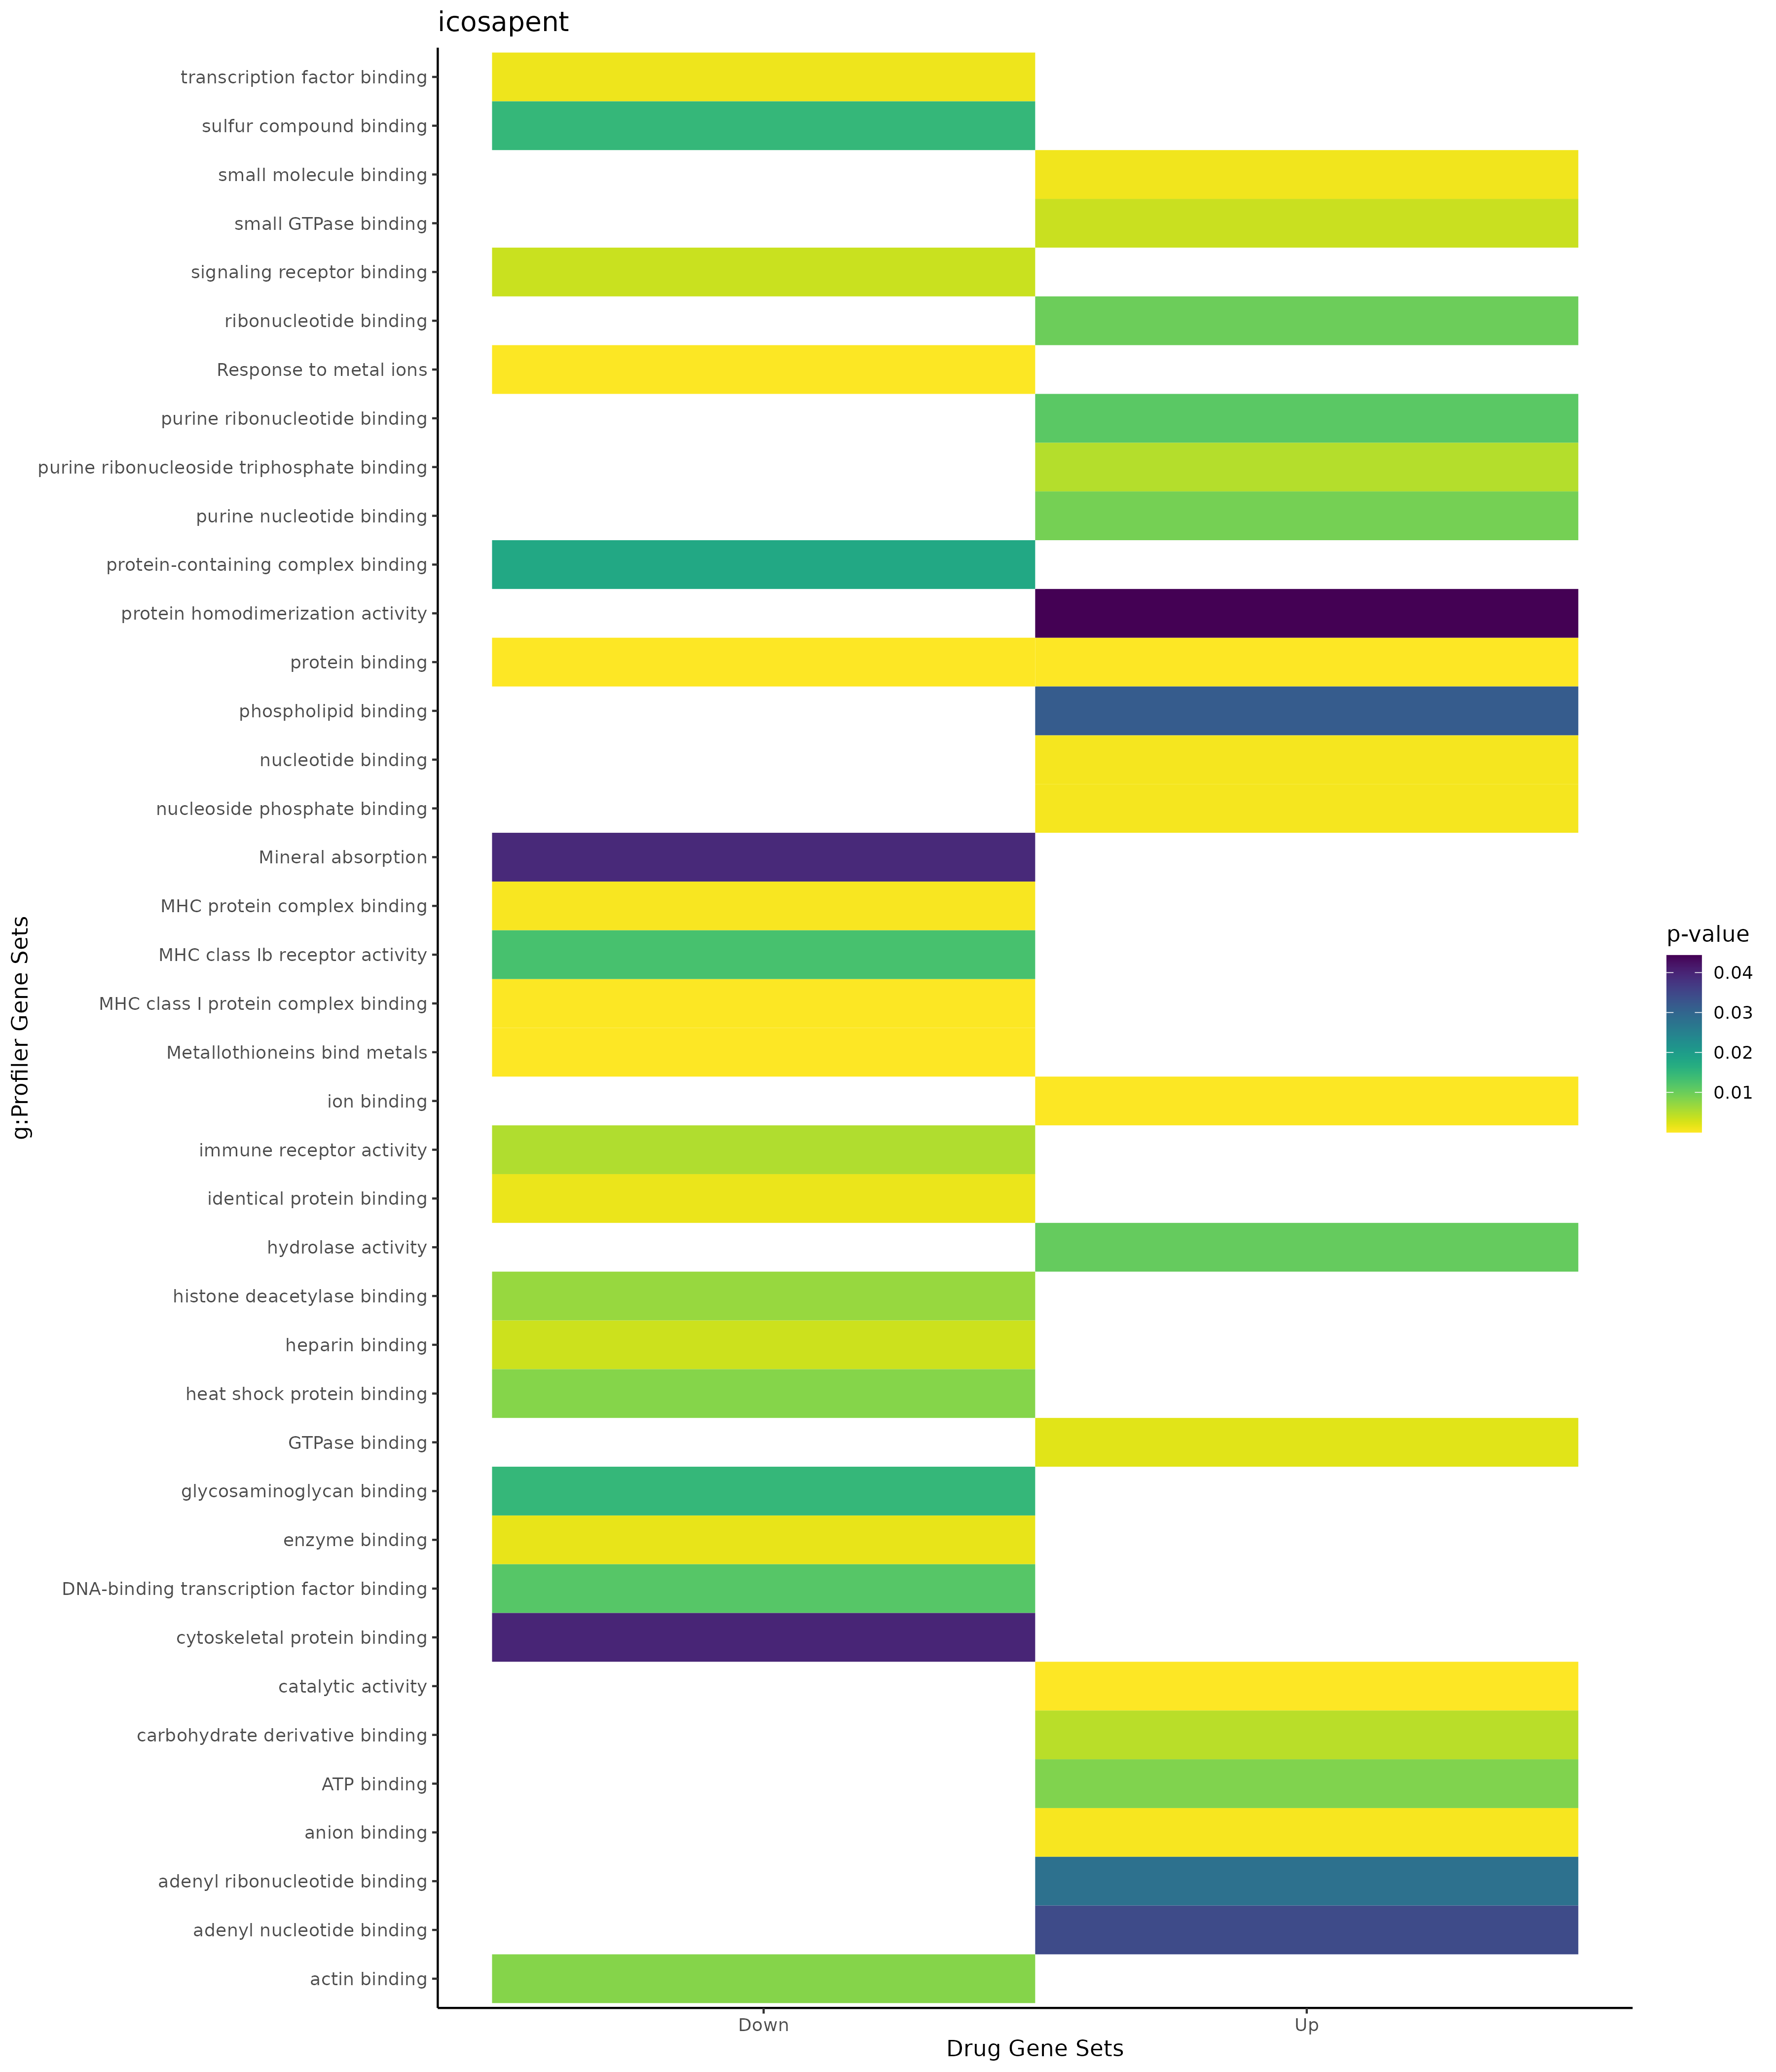 icosapent
transcription factor binding
sulfur compound binding
small molecule binding
small GTPase binding
signaling receptor binding
ribonucleotide binding
Response to metal ions
purine ribonucleotide binding
purine ribonucleoside triphosphate binding
purine nucleotide binding
protein-containing complex binding
protein homodimerization activity
protein binding
phospholipid binding
nucleotide binding
nucleoside phosphate binding
Mineral absorption
MHC protein complex binding
MHC class Ib receptor activity
MHC class I protein complex binding
Metallothioneins bind metals
ion binding
immune receptor activity
identical protein binding
hydrolase activity
histone deacetylase binding
heparin binding
heat shock protein binding
GTPase binding
glycosaminoglycan binding
enzyme binding
DNA-binding transcription factor binding
cytoskeletal protein binding
catalytic activity
carbohydrate derivative binding
ATP binding
anion binding
adenyl ribonucleotide binding
adenyl nucleotide binding
actin binding
g:Profiler Gene Sets
Down
Up
Drug Gene Sets
p-value
0.04
0.03
0.02
0.01